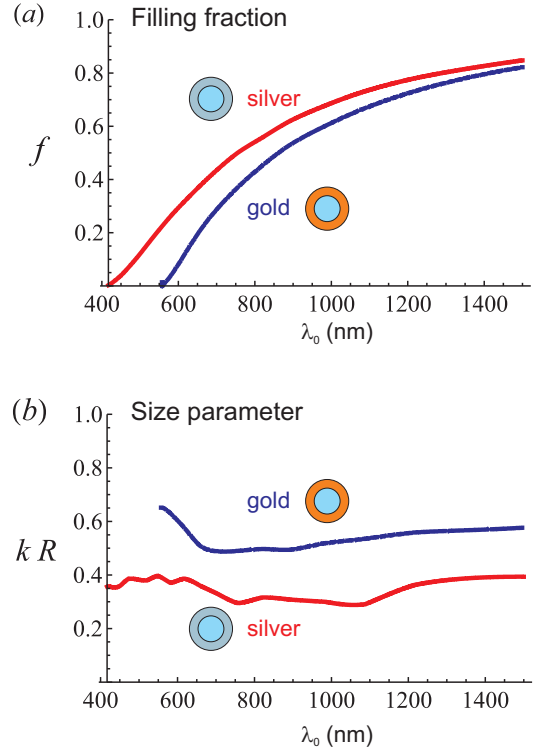 (a) Filling fraction
1.0
0.8
0.6
0.4
0.2
f
silver
gold
400 600 800 1000 1200 1400
λ₀ (nm)
(b) Size parameter
1.0
0.8
0.6
0.4
0.2
k R
gold
silver
400 600 800 1000 1200 1400
λ₀ (nm)